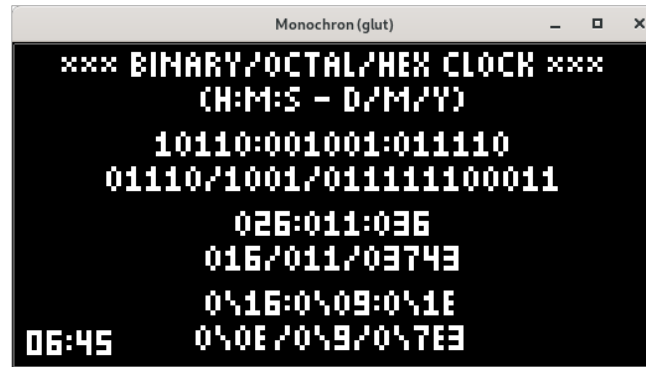 Monochron (glut)
*** BINARY/OCTAL/HEX CLOCK ***
(H:M:S - D/M/Y)
10110:001001:011110
01110/1001/011111100011
026:011:036
016/011/03743
0\16:0\09:0\1E
0\0E/0\9/0\7E3
06:45